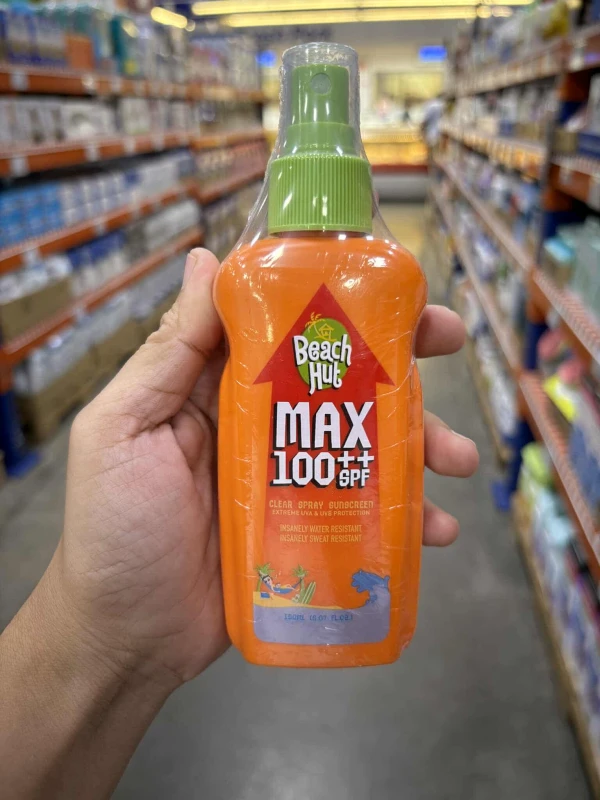 Beach
Hut
MAX
100++
SPF
CLEAR SPRAY SUNSCREEN
EXTREME UVA & UVB PROTECTION
INSANELY WATER RESISTANT
INSANELY SWEAT RESISTANT